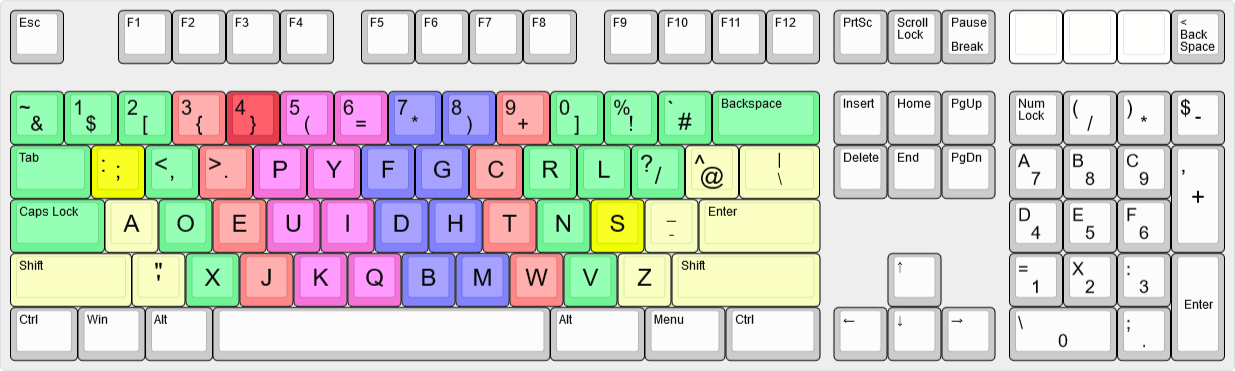 Esc F1 F2 F3 F4 F5 F6 F7 F8 F9 F10 F11 F12 PrtSc Scroll Lock Pause Break < Back Space
~ & 1 $ 2 [ 3 { 4 } 5 ( 6 = 7 * 8 ) 9 + 0 ] % ! ` # Backspace Insert Home PgUp Num Lock ( / ) * $ -
Tab : ; < , > . P Y F G C R L ? / ^ @ | \ Delete End PgDn A 7 B 8 C 9 , +
Caps Lock A O E U I D H T N S _ - Enter D 4 E 5 F 6
Shift " ' X J K Q B M W V Z Shift ↑ = 1 X 2 : 3 Enter
Ctrl Win Alt Alt Menu Ctrl ← ↓ → \ 0 ; .